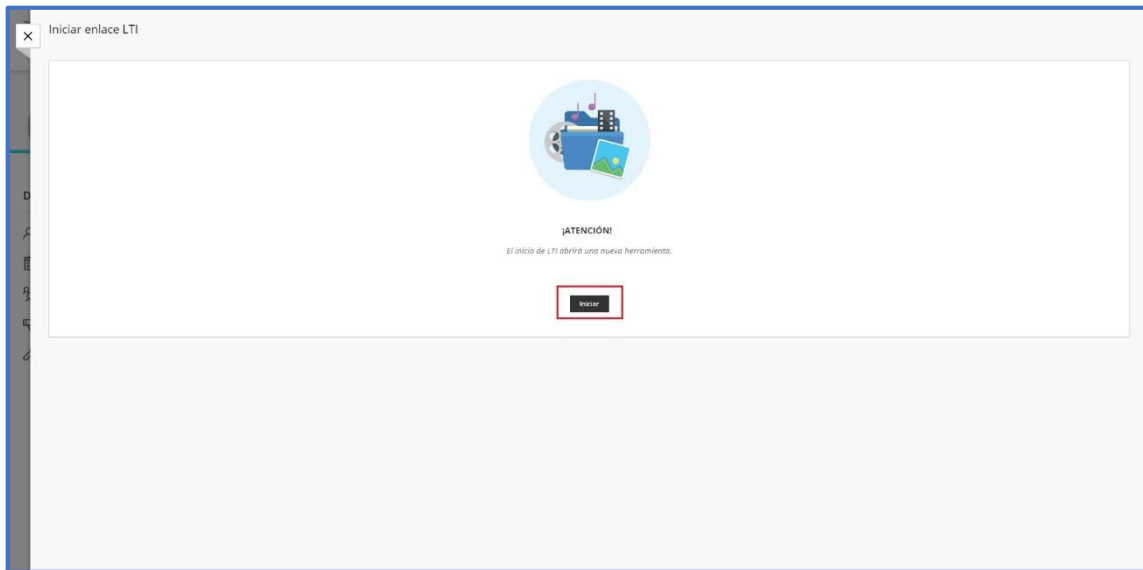 Iniciar enlace LTI
¡ATENCIÓN!
El inicio de LTI abrirá una nueva herramienta.
Iniciar
D